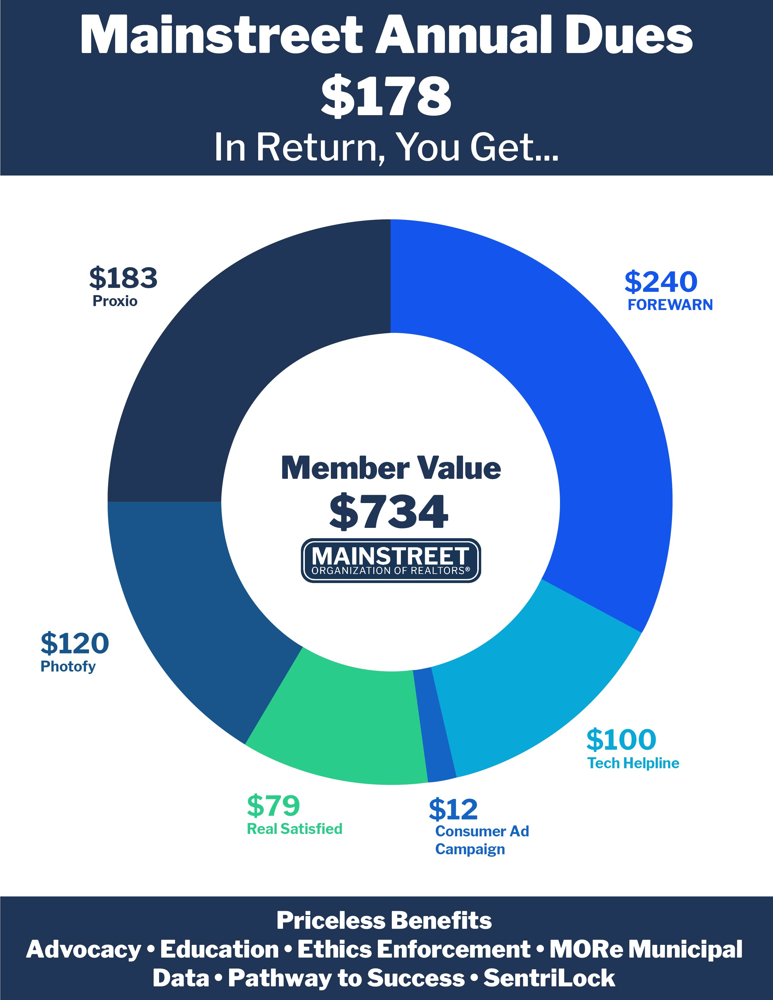 Mainstreet Annual Dues
$178
In Return, You Get...
$183
Proxio
$240
FOREWARN
Member Value
$734
MAINSTREET
ORGANIZATION OF REALTORS®
$120
Photofy
$100
Tech Helpline
$79
Real Satisfied
$12
Consumer Ad
Campaign
Priceless Benefits
Advocacy • Education • Ethics Enforcement • MORe Municipal
Data • Pathway to Success • SentriLock